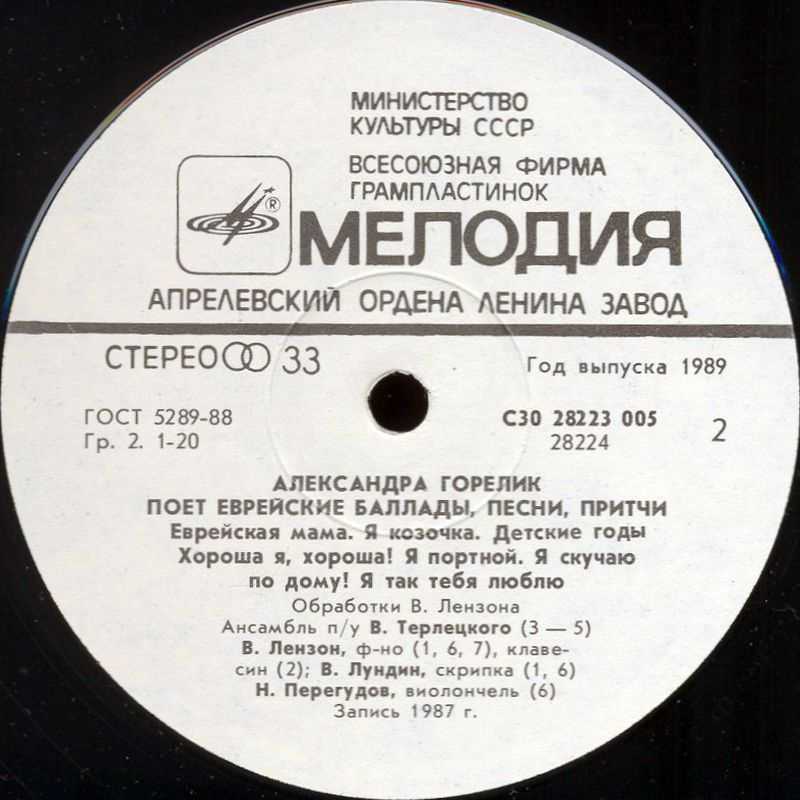 МИНИСТЕРСТВО
КУЛЬТУРЫ СССР
ВСЕСОЮЗНАЯ ФИРМА
ГРАМПЛАСТИНОК
®
МЕЛОДИЯ
АПРЕЛЕВСКИЙ ОРДЕНА ЛЕНИНА ЗАВОД
СТЕРЕО 33
Год выпуска 1989
ГОСТ 5289-88
Гр. 2. 1-20
С30 28223 005
28224
2
АЛЕКСАНДРА ГОРЕЛИК
ПОЕТ ЕВРЕЙСКИЕ БАЛЛАДЫ, ПЕСНИ, ПРИТЧИ
Еврейская мама. Я козочка. Детские годы
Хороша я, хороша! Я портной. Я скучаю
по дому! Я так тебя люблю
Обработки В. Лензона
Ансамбль п/у В. Терлецкого (3 — 5)
В. Лензон, ф-но (1, 6, 7), клаве-
син (2); В. Лундин, скрипка (1, 6)
Н. Перегудов, виолончель (6)
Запись 1987 г.